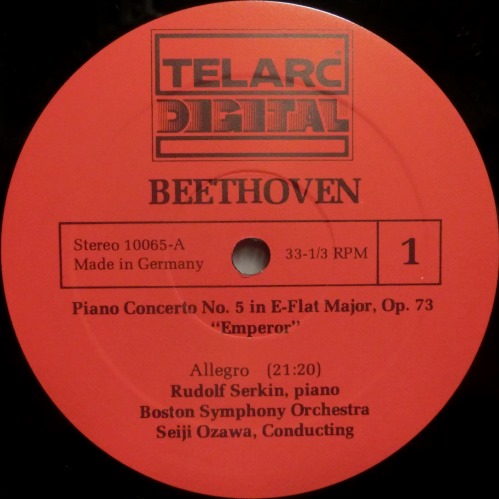 TELARC
DIGITAL
BEETHOVEN
Stereo 10065-A
Made in Germany
33-1/3 RPM
1
Piano Concerto No. 5 in E-Flat Major, Op. 73
"Emperor"
Allegro (21:20)
Rudolf Serkin, piano
Boston Symphony Orchestra
Seiji Ozawa, Conducting